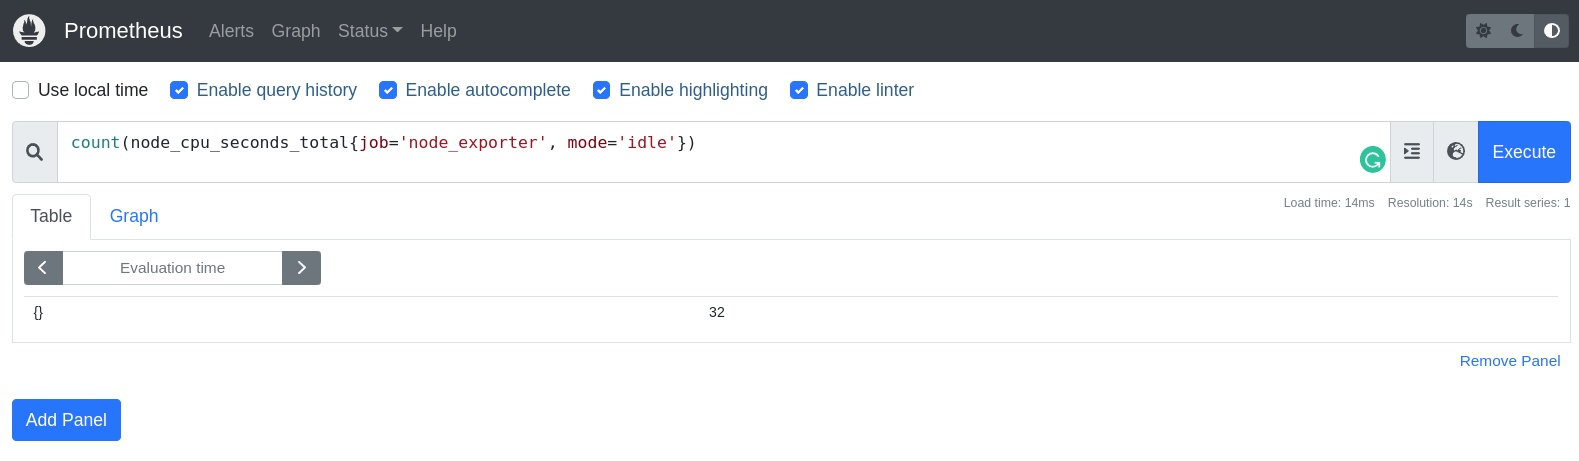 Prometheus Alerts Graph Status Help
Use local time Enable query history Enable autocomplete Enable highlighting Enable linter
count(node_cpu_seconds_total{job='node_exporter', mode='idle'})
Execute
Table Graph
Load time: 14ms Resolution: 14s Result series: 1
Evaluation time
{} 32
Remove Panel
Add Panel